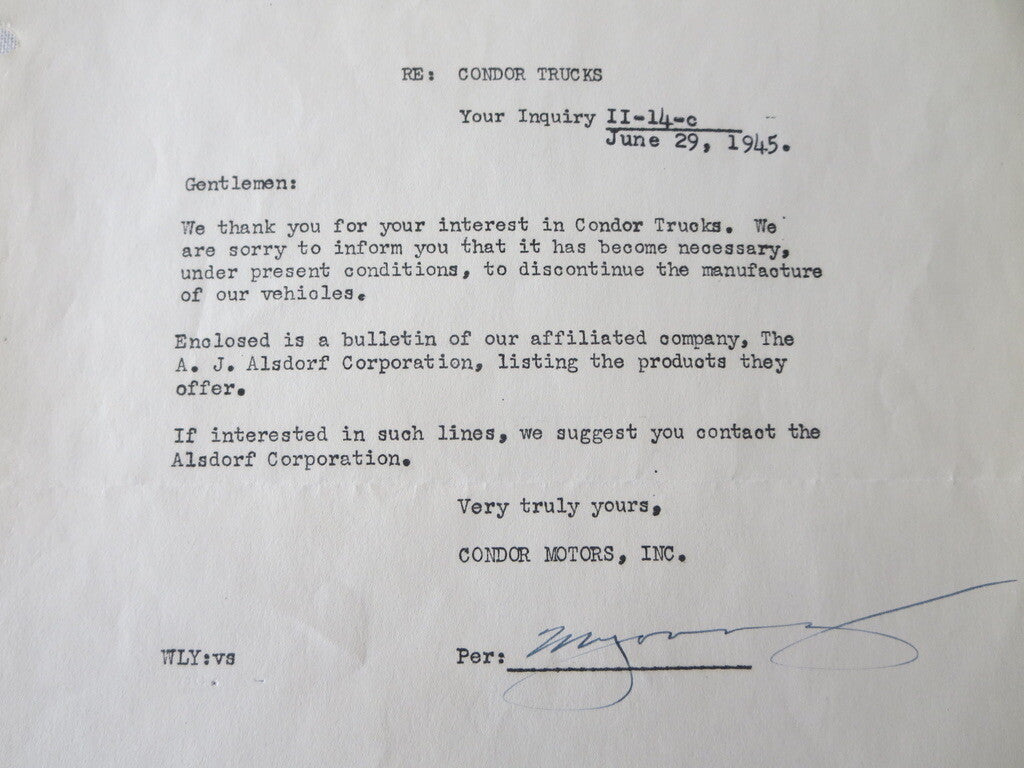 RE: CONDOR TRUCKS
Your Inquiry II-14-c
June 29, 1945.
Gentlemen:
We thank you for your interest in Condor Trucks. We
are sorry to inform you that it has become necessary,
under present conditions, to discontinue the manufacture
of our vehicles.
Enclosed is a bulletin of our affiliated company, The
A. J. Alsdorf Corporation, listing the products they
offer.
If interested in such lines, we suggest you contact the
Alsdorf Corporation.
Very truly yours,
CONDOR MOTORS, INC.
WLY:vs
Per: